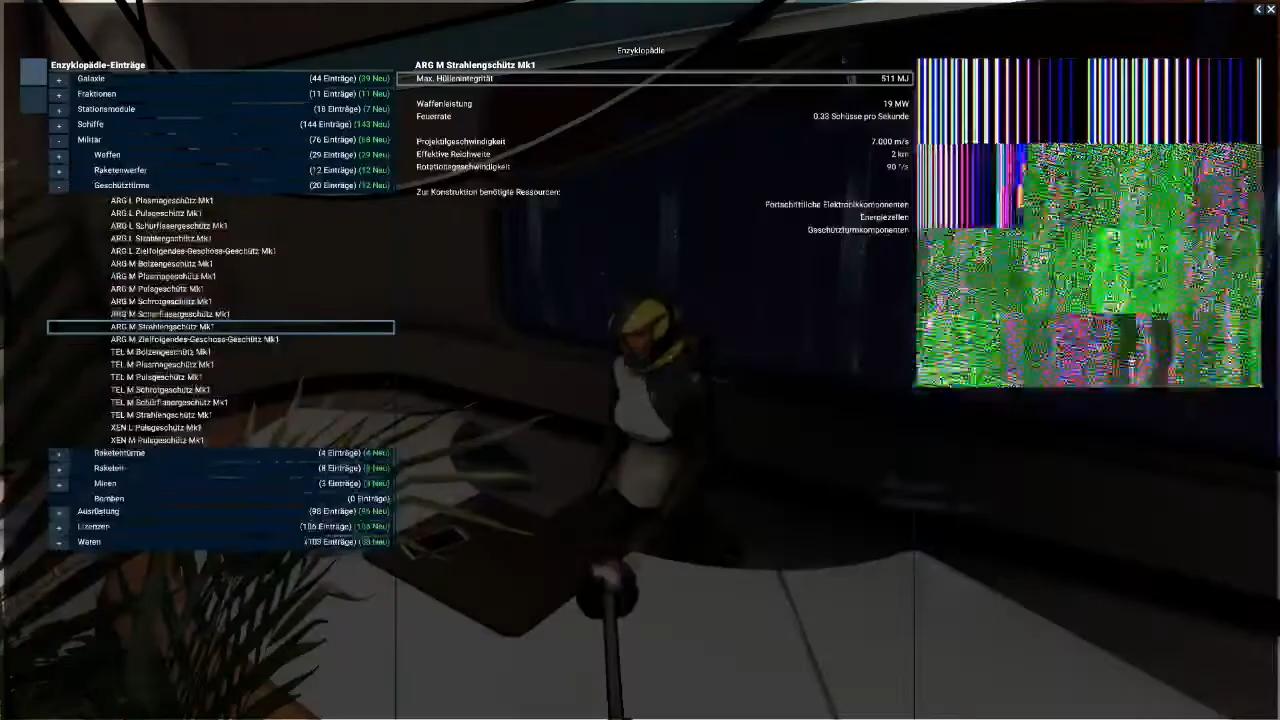 Enzyklopädie
Enzyklopädie-Einträge
Galaxie (44 Einträge) (39 Neu)
Fraktionen (11 Einträge) (11 Neu)
Stationsmodule (18 Einträge) (7 Neu)
Schiffe (144 Einträge) (143 Neu)
Militär (76 Einträge) (68 Neu)
Waffen (29 Einträge) (29 Neu)
Raketenwerfer (12 Einträge) (12 Neu)
Geschütztürme (20 Einträge) (12 Neu)
ARG L Plasmageschütz Mk1
ARG L Pulsgeschütz Mk1
ARG L Schürflasergeschütz Mk1
ARG L Strahlengschütz Mk1
ARG L Zielfolgendes-Geschoss-Geschütz Mk1
ARG M Bolzengeschütz Mk1
ARG M Plasmageschütz Mk1
ARG M Pulsgeschütz Mk1
ARG M Schrotgeschütz Mk1
ARG M Schürflasergeschütz Mk1
ARG M Strahlengschütz Mk1
ARG M Zielfolgendes-Geschoss-Geschütz Mk1
TEL M Bolzengeschütz Mk1
TEL M Plasmageschütz Mk1
TEL M Pulsgeschütz Mk1
TEL M Schrotgeschütz Mk1
TEL M Schürflasergeschütz Mk1
TEL M Strahlengschütz Mk1
XEN L Pulsgeschütz Mk1
XEN M Pulsgeschütz Mk1
Raketentürme (4 Einträge) (4 Neu)
Raketen (8 Einträge) (8 Neu)
Minen (3 Einträge) (3 Neu)
Bomben (0 Einträge)
Ausrüstung (98 Einträge) (96 Neu)
Lizenzen (106 Einträge) (106 Neu)
Waren (103 Einträge)
ARG M Strahlengschütz Mk1
Max. Hüllenintegrität 511 MJ
Waffenleistung 19 MW
Feuerrate 0.33 Schüsse pro Sekunde
Projektilgeschwindigkeit 7.000 m/s
Effektive Reichweite 2 km
Rotationsgeschwindigkeit 90 °/s
Zur Konstruktion benötigte Ressourcen:
Fortschrittliche Elektronikkomponenten
Energiezellen
Geschützturmkomponenten